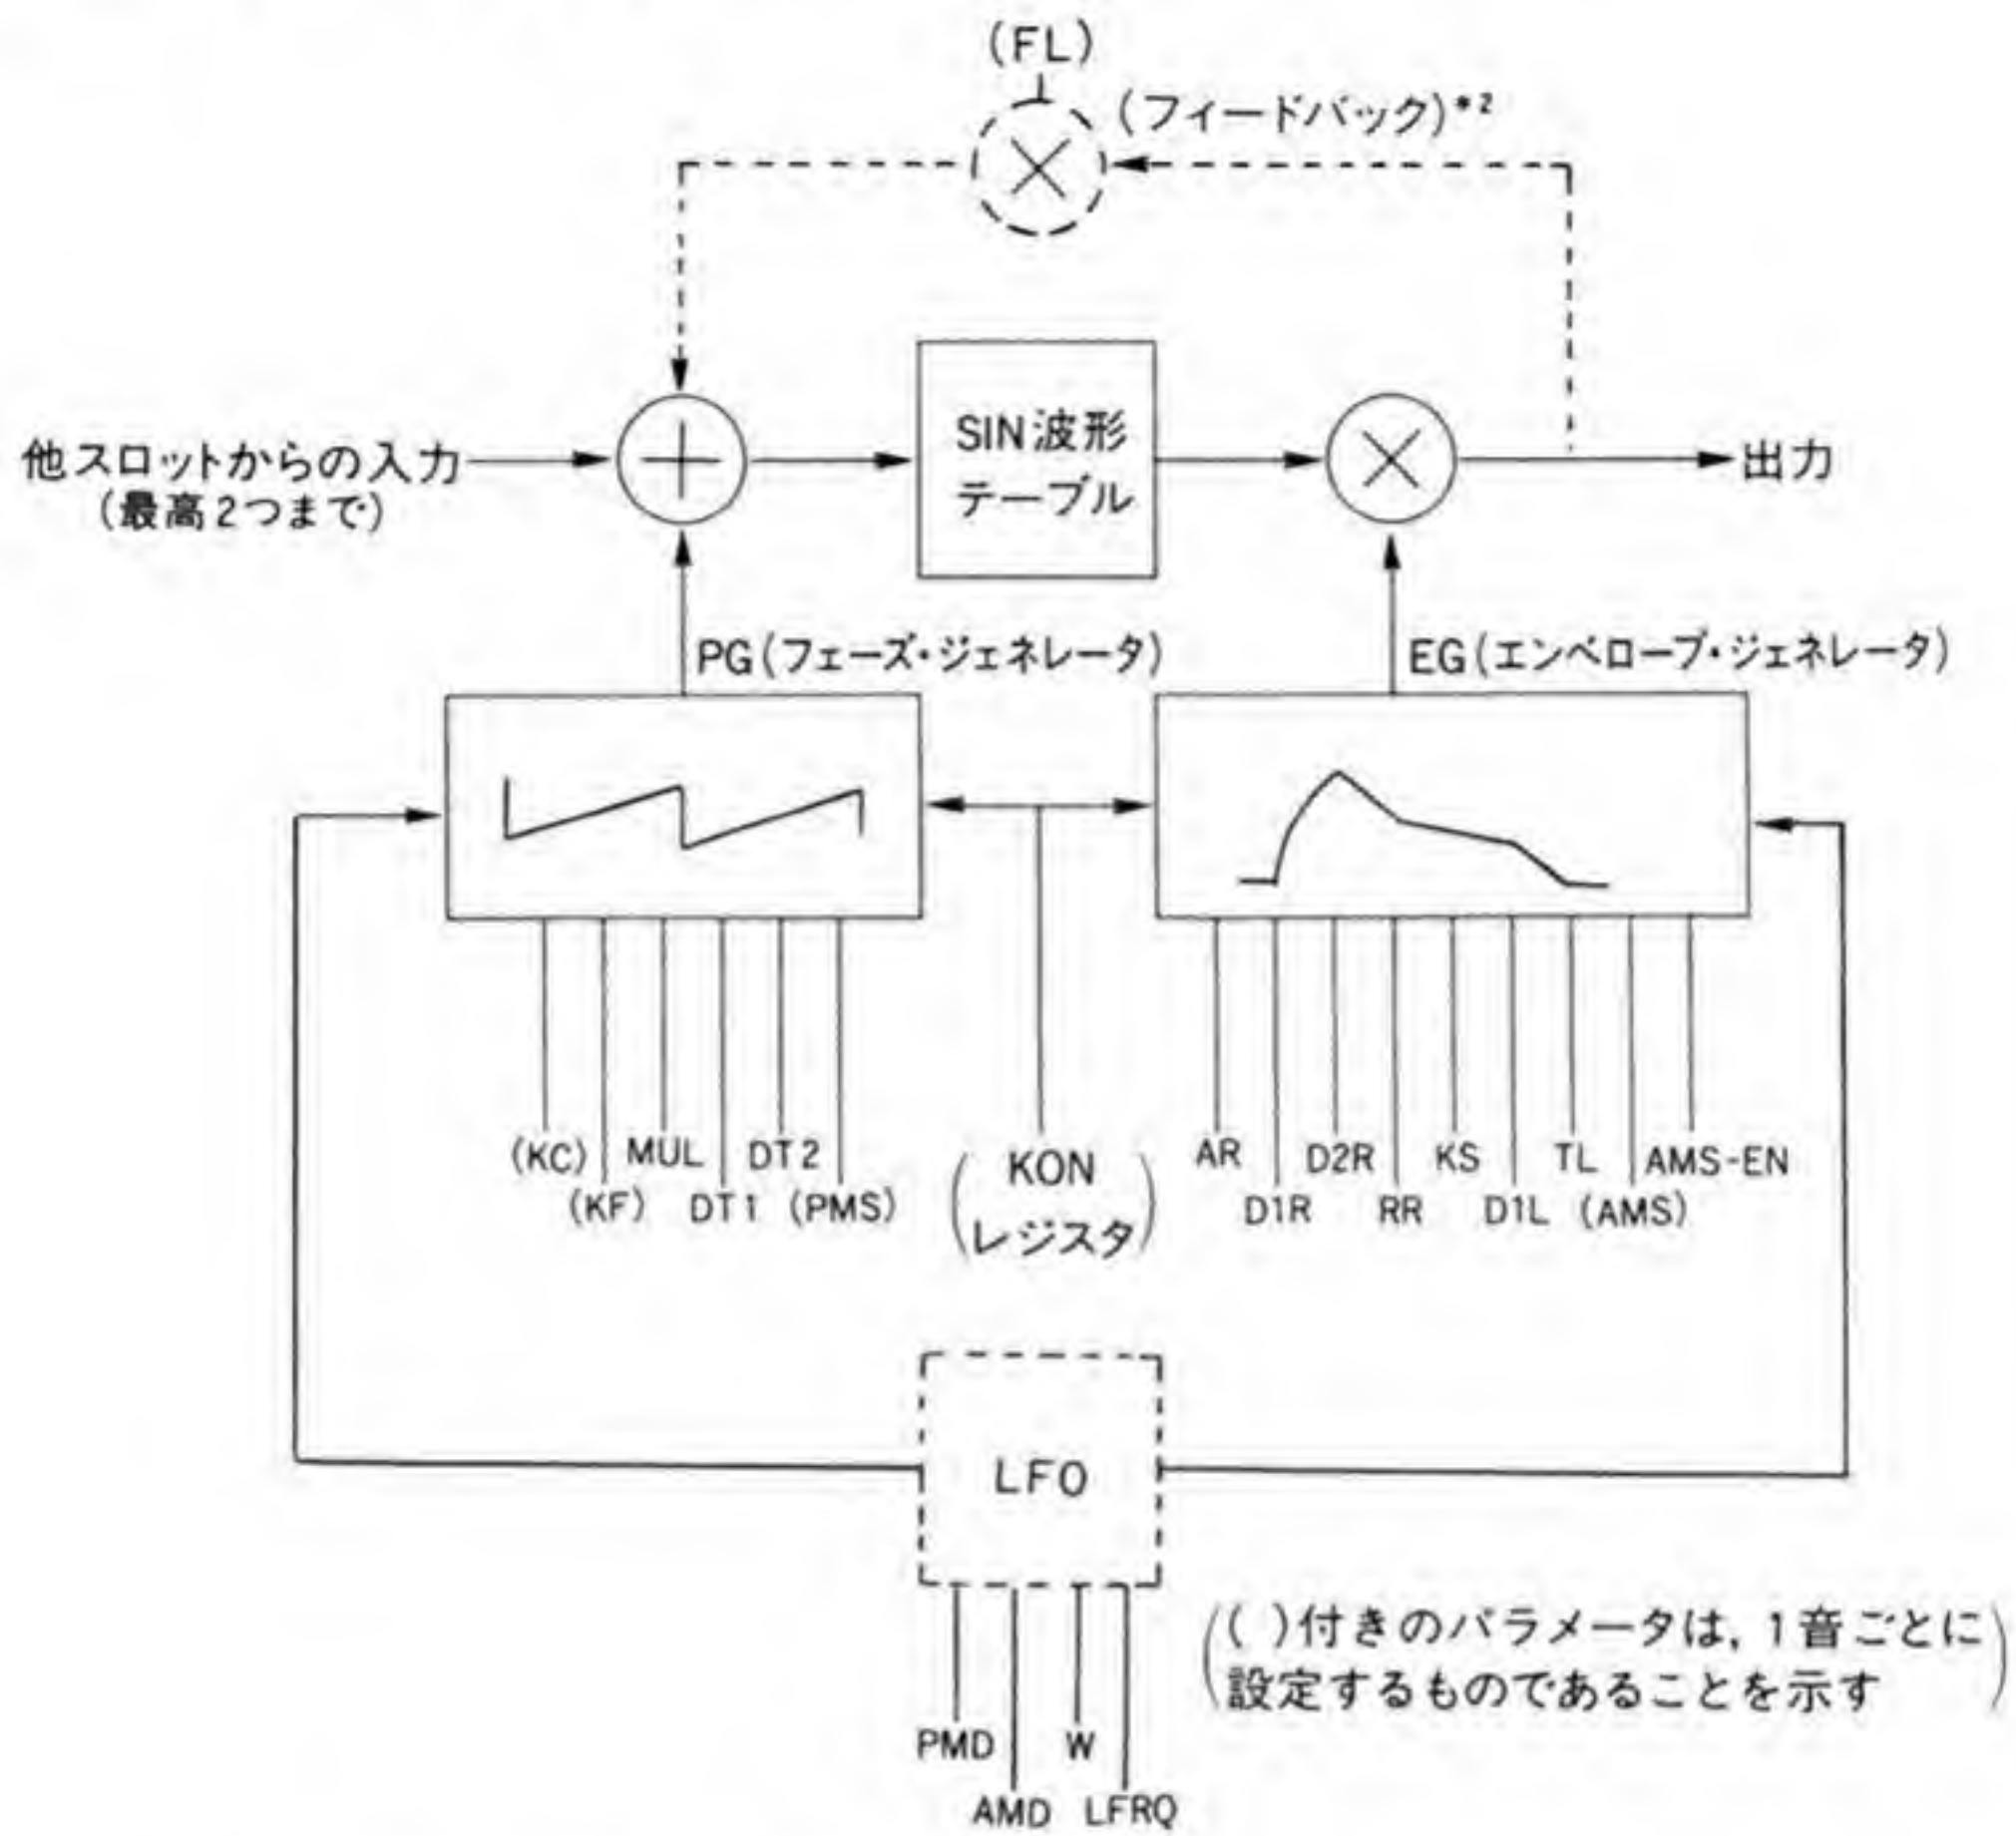 (FL)
(フィードバック)*2
他スロットからの入力
(最高2つまで)
SIN波形
テーブル
出力
PG(フェーズ・ジェネレータ)
EG(エンベロープ・ジェネレータ)
(KC) MUL DT2
(KF) DT1 (PMS)
KON
レジスタ
AR D2R KS TL AMS-EN
D1R RR D1L (AMS)
LFO
PMD W
AMD LFRQ
(( )付きのパラメータは,1音ごとに
設定するものであることを示す)